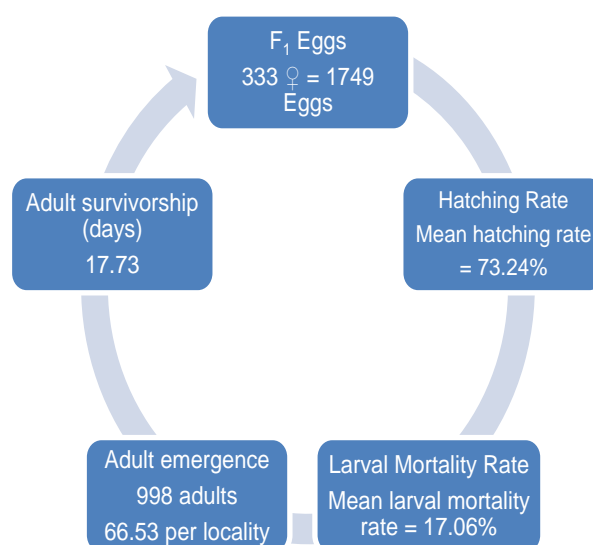 F₁ Eggs
333 ♀ = 1749
Eggs
Hatching Rate
Mean hatching rate
= 73.24%
Larval Mortality Rate
Mean larval mortality
rate = 17.06%
Adult emergence
998 adults
66.53 per locality
Adult survivorship
(days)
17.73